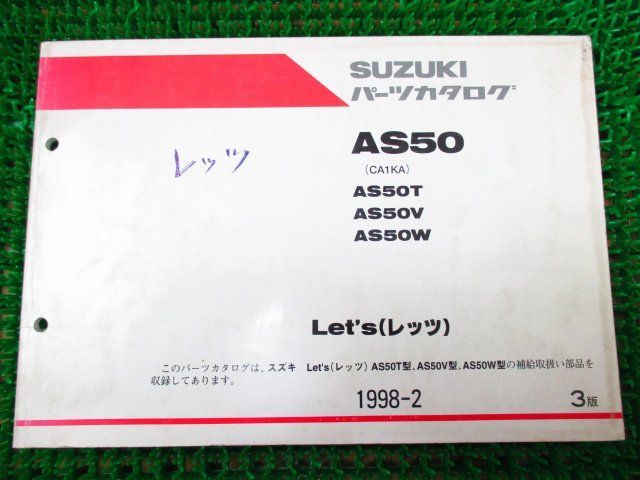 SUZUKI
パーツカタログ
AS50
(CA1KA)
レッツ
AS50T
AS50V
AS50W
Let's(レッツ)
このパーツカタログは、スズキ Let's(レッツ)AS50T型、AS50V型、AS50W型の補給取扱い部品を
収録してあります。
1998-2
3版